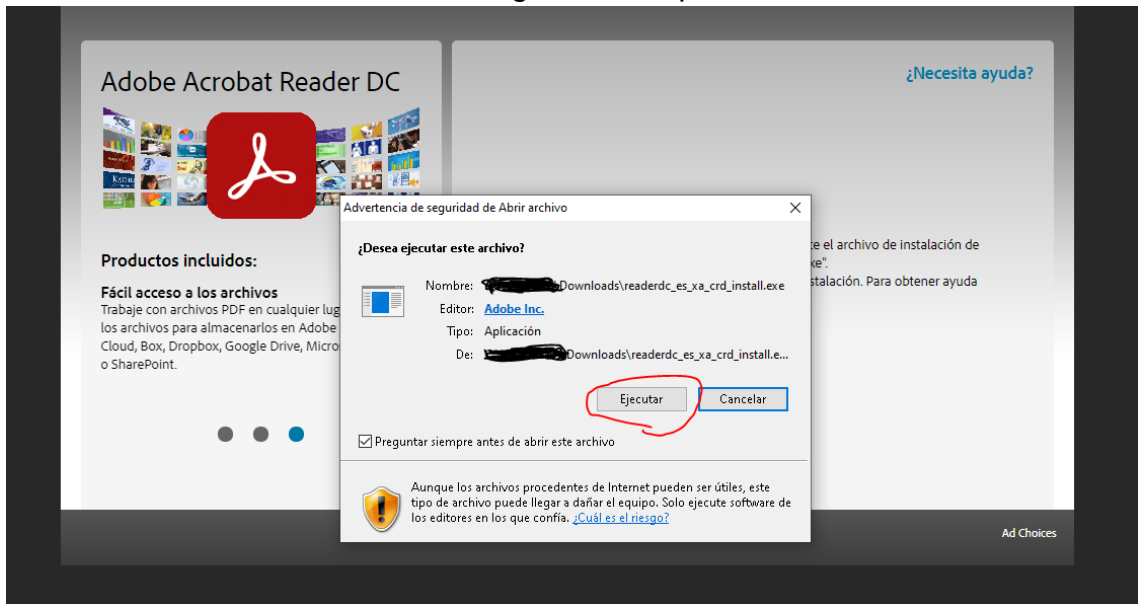 Adobe Acrobat Reader DC
¿Necesita ayuda?
Productos incluidos:
Fácil acceso a los archivos
Trabaje con archivos PDF en cualquier lug
los archivos para almacenarlos en Adobe
Cloud, Box, Dropbox, Google Drive, Micro
o SharePoint.
el archivo de instalación de
stalación. Para obtener ayuda
Advertencia de seguridad de Abrir archivo
¿Desea ejecutar este archivo?
Nombre: Downloads\readerdc_es_xa_crd_install.exe
Editor: Adobe Inc.
Tipo: Aplicación
De: Downloads\readerdc_es_xa_crd_install.e...
Ejecutar
Cancelar
Preguntar siempre antes de abrir este archivo
Aunque los archivos procedentes de Internet pueden ser útiles, este
tipo de archivo puede llegar a dañar el equipo. Solo ejecute software de
los editores en los que confía. ¿Cuál es el riesgo?
Ad Choices